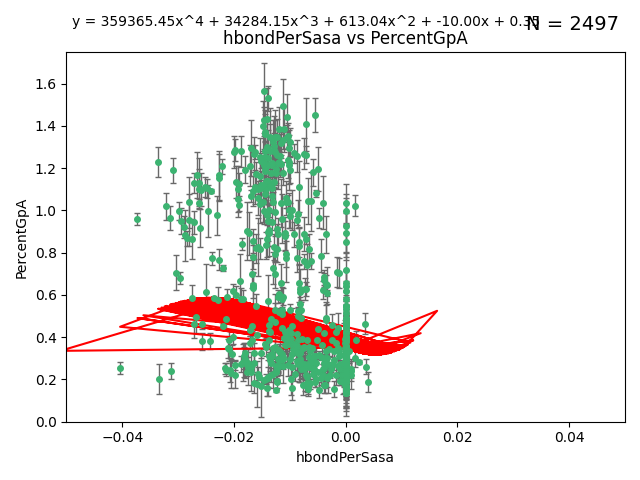 y = 359365.45x^4 + 34284.15x^3 + 613.04x^2 + -10.00x + 0.35
N = 2497
hbondPerSasa vs PercentGpA
1.6
1.4
1.2
1.0
0.8
0.6
0.4
0.2
0.0
PercentGpA
−0.04 −0.02 0.00 0.02 0.04
hbondPerSasa